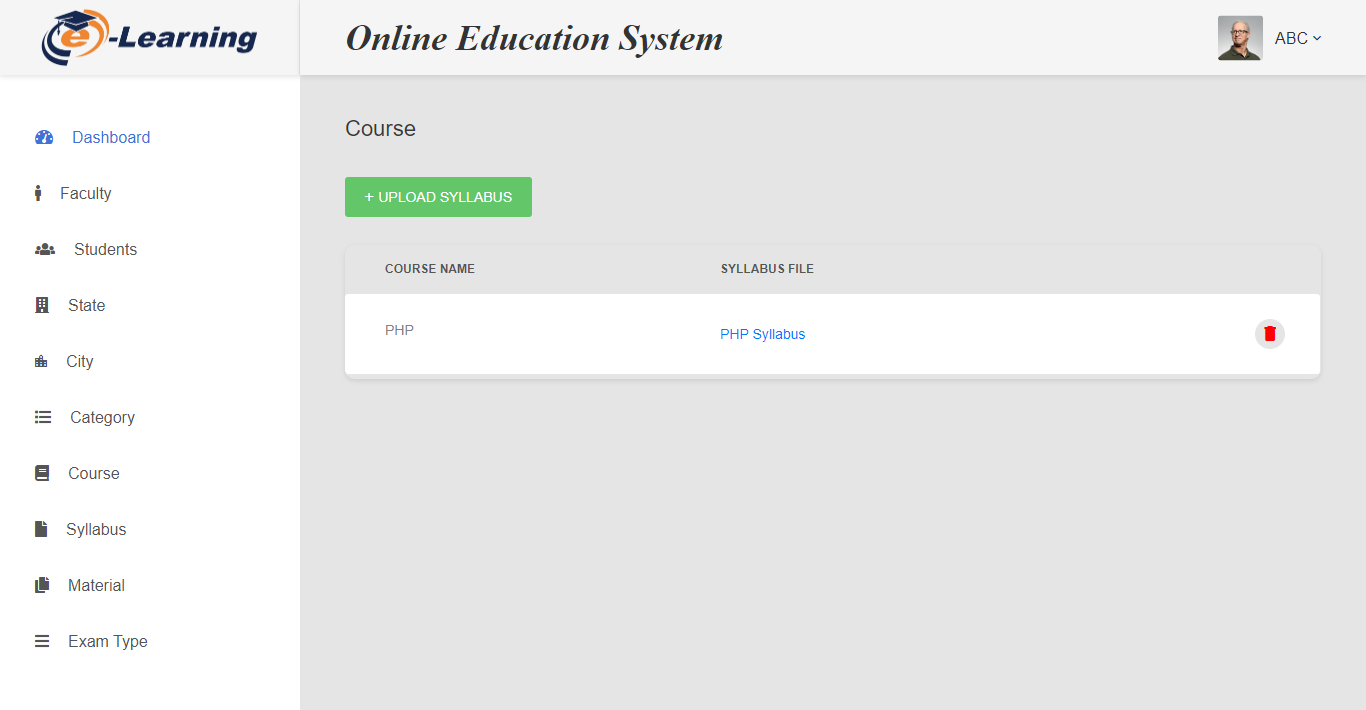 e-Learning
Online Education System
ABC
Dashboard
Faculty
Students
State
City
Category
Course
Syllabus
Material
Exam Type
Course
+ UPLOAD SYLLABUS
COURSE NAME SYLLABUS FILE
PHP PHP Syllabus